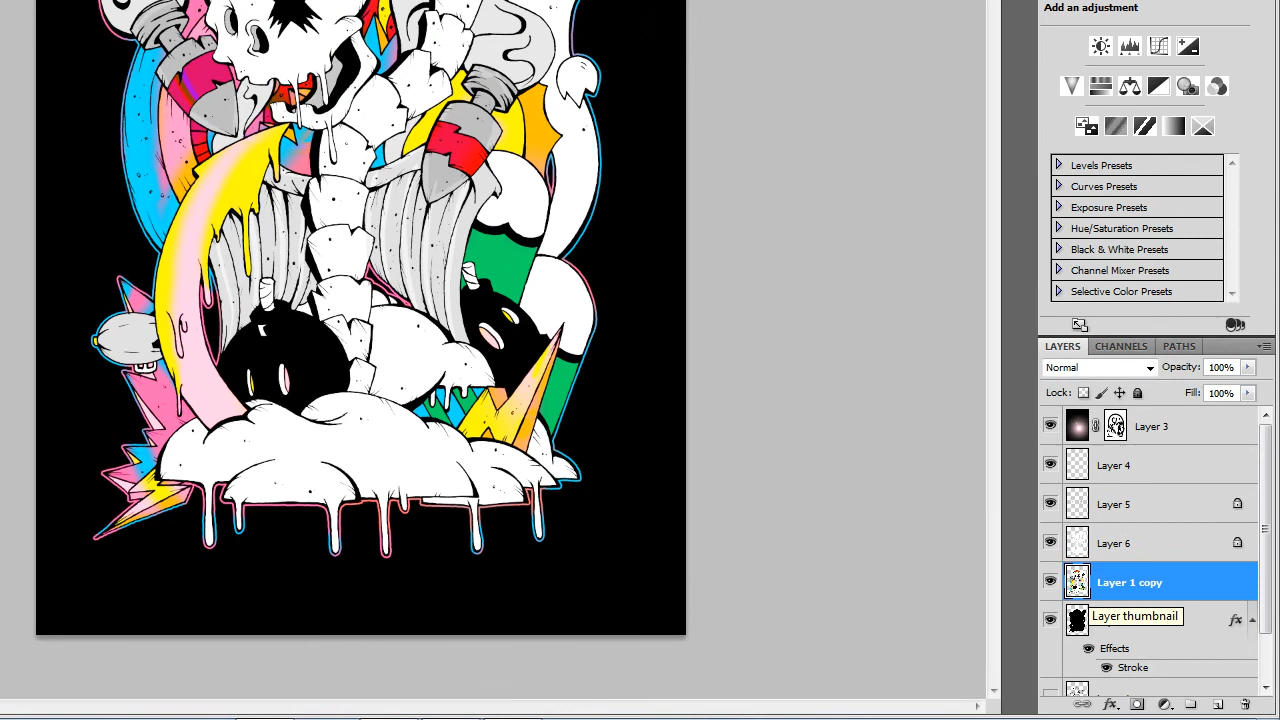 Add an adjustment
Levels Presets
Curves Presets
Exposure Presets
Hue/Saturation Presets
Black & White Presets
Channel Mixer Presets
Selective Color Presets
LAYERS CHANNELS PATHS
Normal Opacity: 100%
Lock: Fill: 100%
Layer 3
Layer 4
Layer 5
Layer 6
Layer 1 copy
Layer thumbnail fx
Effects
Stroke
fx